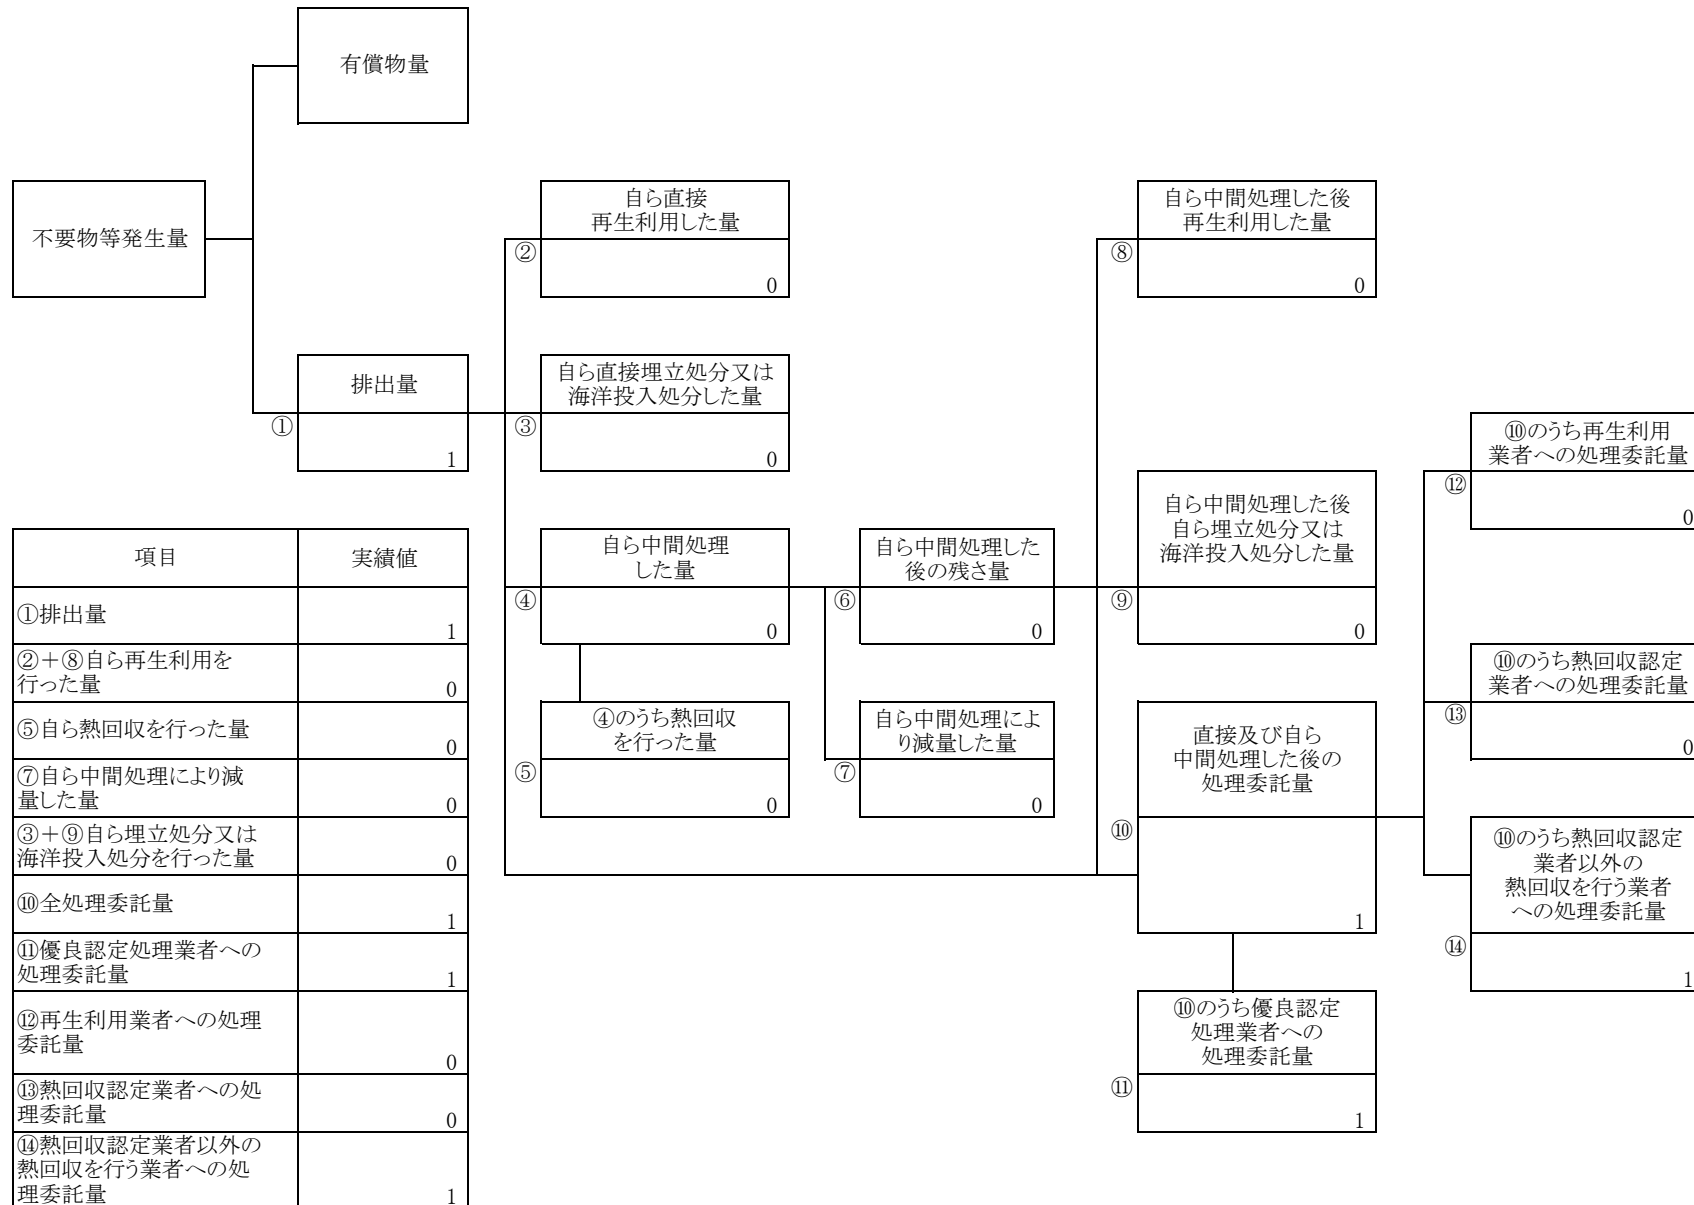 有償物量
不要物等発生量
自ら直接
再生利用した量
②
0
自ら中間処理した後
再生利用した量
⑧
0
排出量
①
1
自ら直接埋立処分又は
海洋投入処分した量
③
0
⑩のうち再生利用
業者への処理委託量
⑫
0
自ら中間処理
した量
④
0
自ら中間処理した
後の残さ量
⑥
0
自ら中間処理した後
自ら埋立処分又は
海洋投入処分した量
⑨
0
⑩のうち熱回収認定
業者への処理委託量
⑬
0
④のうち熱回収
を行った量
⑤
0
自ら中間処理によ
り減量した量
⑦
0
直接及び自ら
中間処理した後の
処理委託量
⑩
1
⑩のうち熱回収認定
業者以外の
熱回収を行う業者
への処理委託量
⑭
1
⑩のうち優良認定
処理業者への
処理委託量
⑪
1
項目 実績値
①排出量
1
②+⑧自ら再生利用を
行った量 0
⑤自ら熱回収を行った量
0
⑦自ら中間処理により減
量した量 0
③+⑨自ら埋立処分又は
海洋投入処分を行った量 0
⑩全処理委託量
1
⑪優良認定処理業者への
処理委託量 1
⑫再生利用業者への処理
委託量
0
⑬熱回収認定業者への処
理委託量 0
⑭熱回収認定業者以外の
熱回収を行う業者への処
理委託量 1